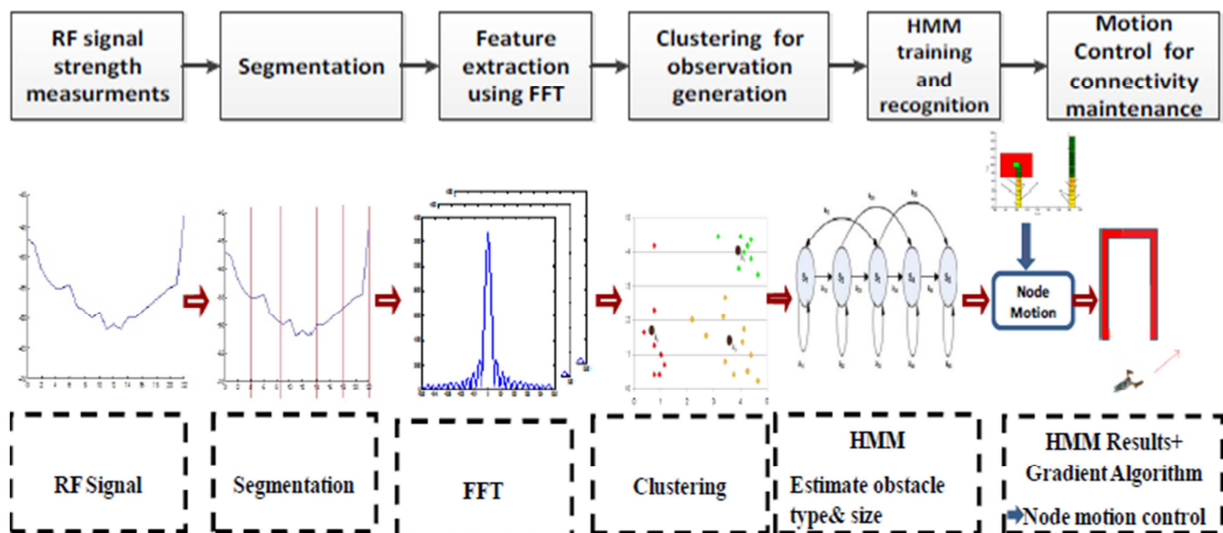 RF signal
strength
measurments
Segmentation
Feature
extraction
using FFT
Clustering for
observation
generation
HMM
training
and
recognition
Motion
Control for
connectivity
maintenance
Node
Motion
RF Signal
Segmentation
FFT
Clustering
HMM
Estimate obstacle
type& size
HMM Results+
Gradient Algorithm
Node motion control